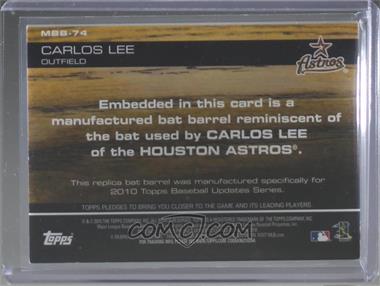 MBB-74
CARLOS LEE
OUTFIELD
Astros®
Embedded in this card is a
manufactured bat barrel reminiscent of
the bat used by CARLOS LEE
of the HOUSTON ASTROS®.
This replica bat barrel was manufactured specifically for
2010 Topps Baseball Updates Series.
TOPPS PLEDGES TO BRING YOU CLOSER TO THE GAME AND ITS LEADING PLAYERS.
COMC.COM
Topps